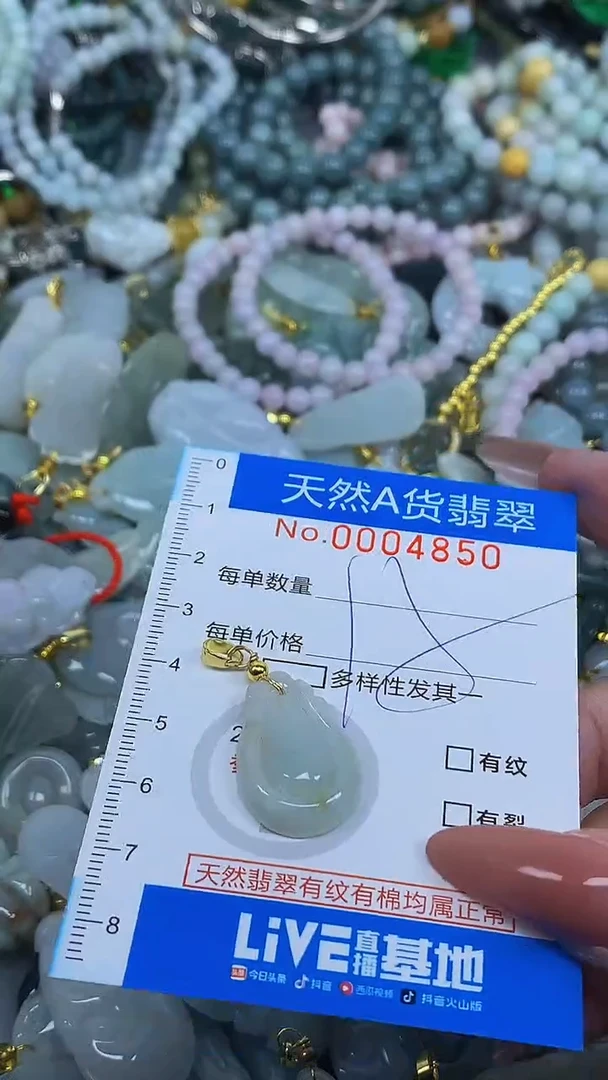 0
天然A货翡翠
1
No.0004850
2
每单数量
3
每单价格
4
多样性发其一
5
2
有纹
6
有裂
7
天然翡翠有纹有棉均属正常
8
LiVE直播基地
头条 今日头条 抖音 西瓜视频 抖音火山版